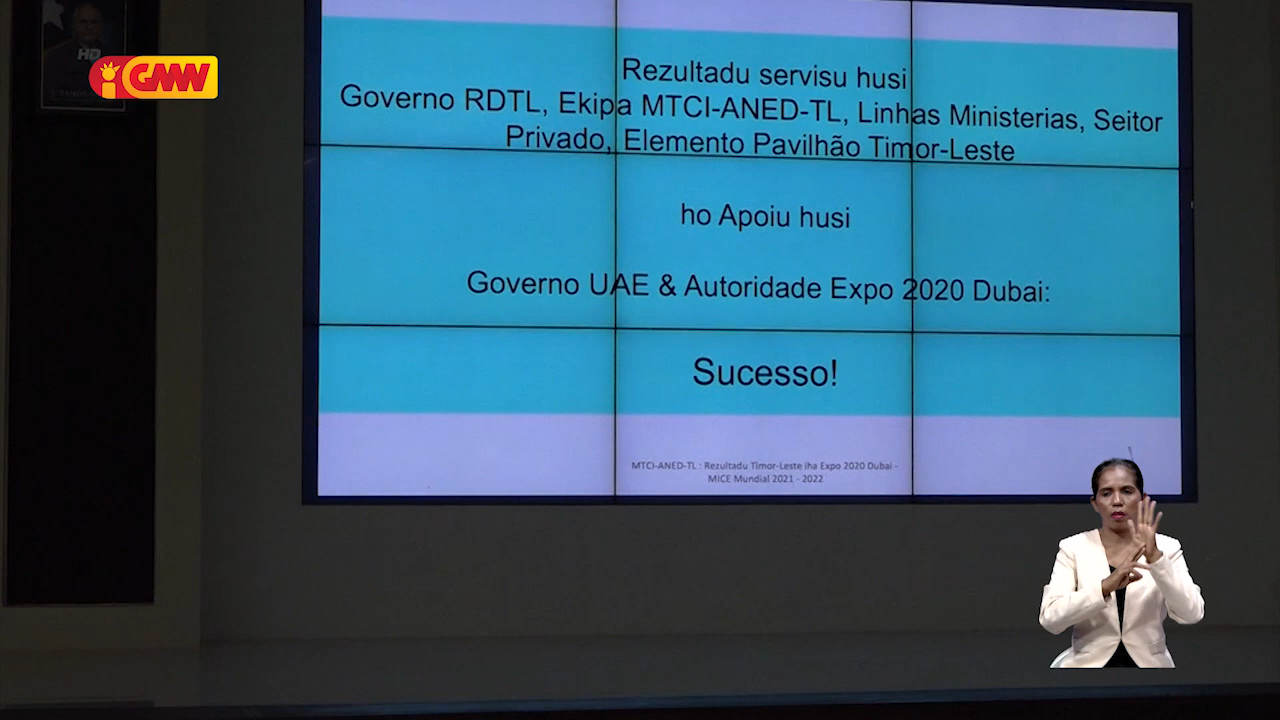 HD
GMW
Rezultadu servisu husi
Governo RDTL, Ekipa MTCI-ANED-TL, Linhas Ministerias, Seitor
Privado, Elemento Pavilhão Timor-Leste
ho Apoiu husi
Governo UAE & Autoridade Expo 2020 Dubai:
Sucesso!
MTCI-ANED-TL : Rezultadu Timor-Leste iha Expo 2020 Dubai -
MICE Mundial 2021 - 2022